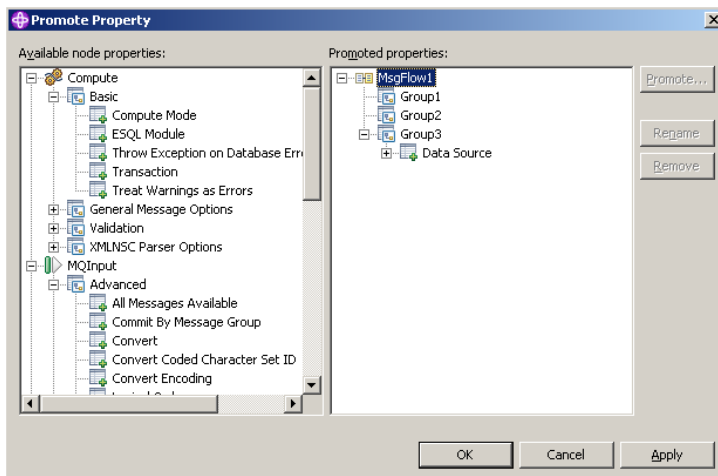 Promote Property
Available node properties:
Compute
Basic
Compute Mode
ESQL Module
Throw Exception on Database Err
Transaction
Treat Warnings as Errors
General Message Options
Validation
XMLNSC Parser Options
MQInput
Advanced
All Messages Available
Commit By Message Group
Convert
Convert Coded Character Set ID
Convert Encoding
Promoted properties:
MsgFlow1
Group1
Group2
Group3
Data Source
Promote...
Rename
Remove
OK
Cancel
Apply